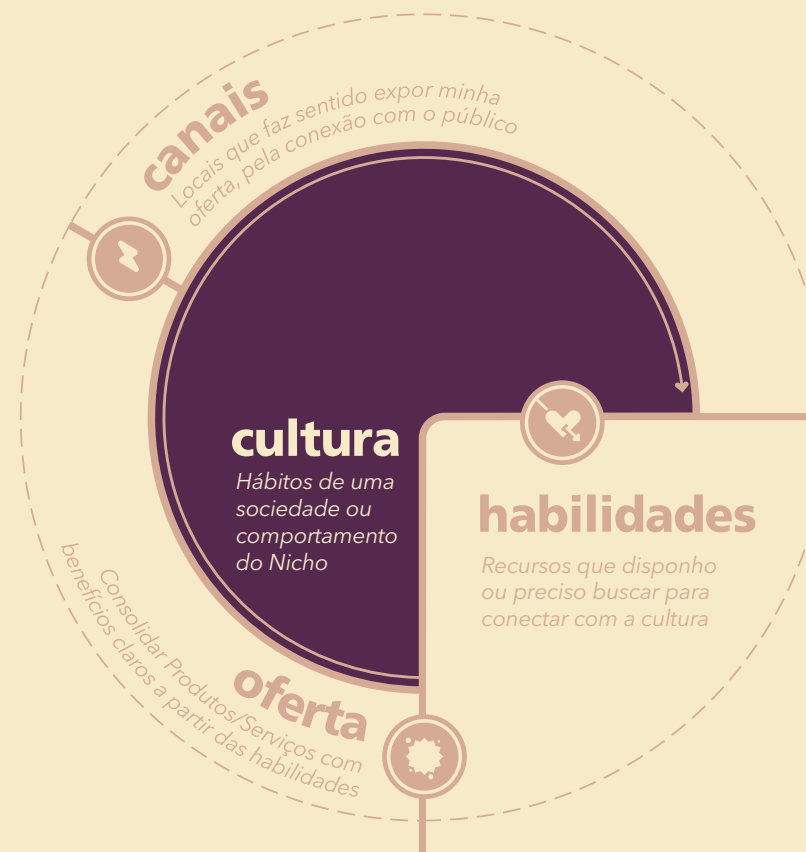 canais
Locais que faz sentido expor minha
oferta, pela conexão com o público
cultura
Hábitos de uma
sociedade ou
comportamento
do Nicho
habilidades
Recursos que disponho
ou preciso buscar para
conectar com a cultura
oferta
Consolidar Produtos/Serviços com
benefícios claros a partir das habilidades